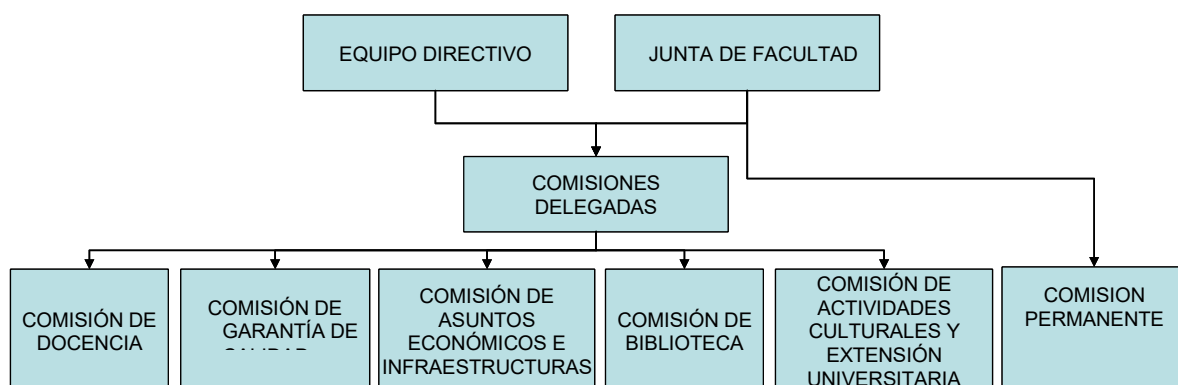 EQUIPO DIRECTIVO
JUNTA DE FACULTAD
COMISIONES
DELEGADAS
COMISIÓN DE
DOCENCIA
COMISIÓN DE
GARANTÍA DE
COMISIÓN DE
ASUNTOS
ECONÓMICOS E
INFRAESTRUCTURAS
COMISIÓN DE
BIBLIOTECA
COMISIÓN DE
ACTIVIDADES
CULTURALES Y
EXTENSIÓN
UNIVERSITARIA
COMISION
PERMANENTE